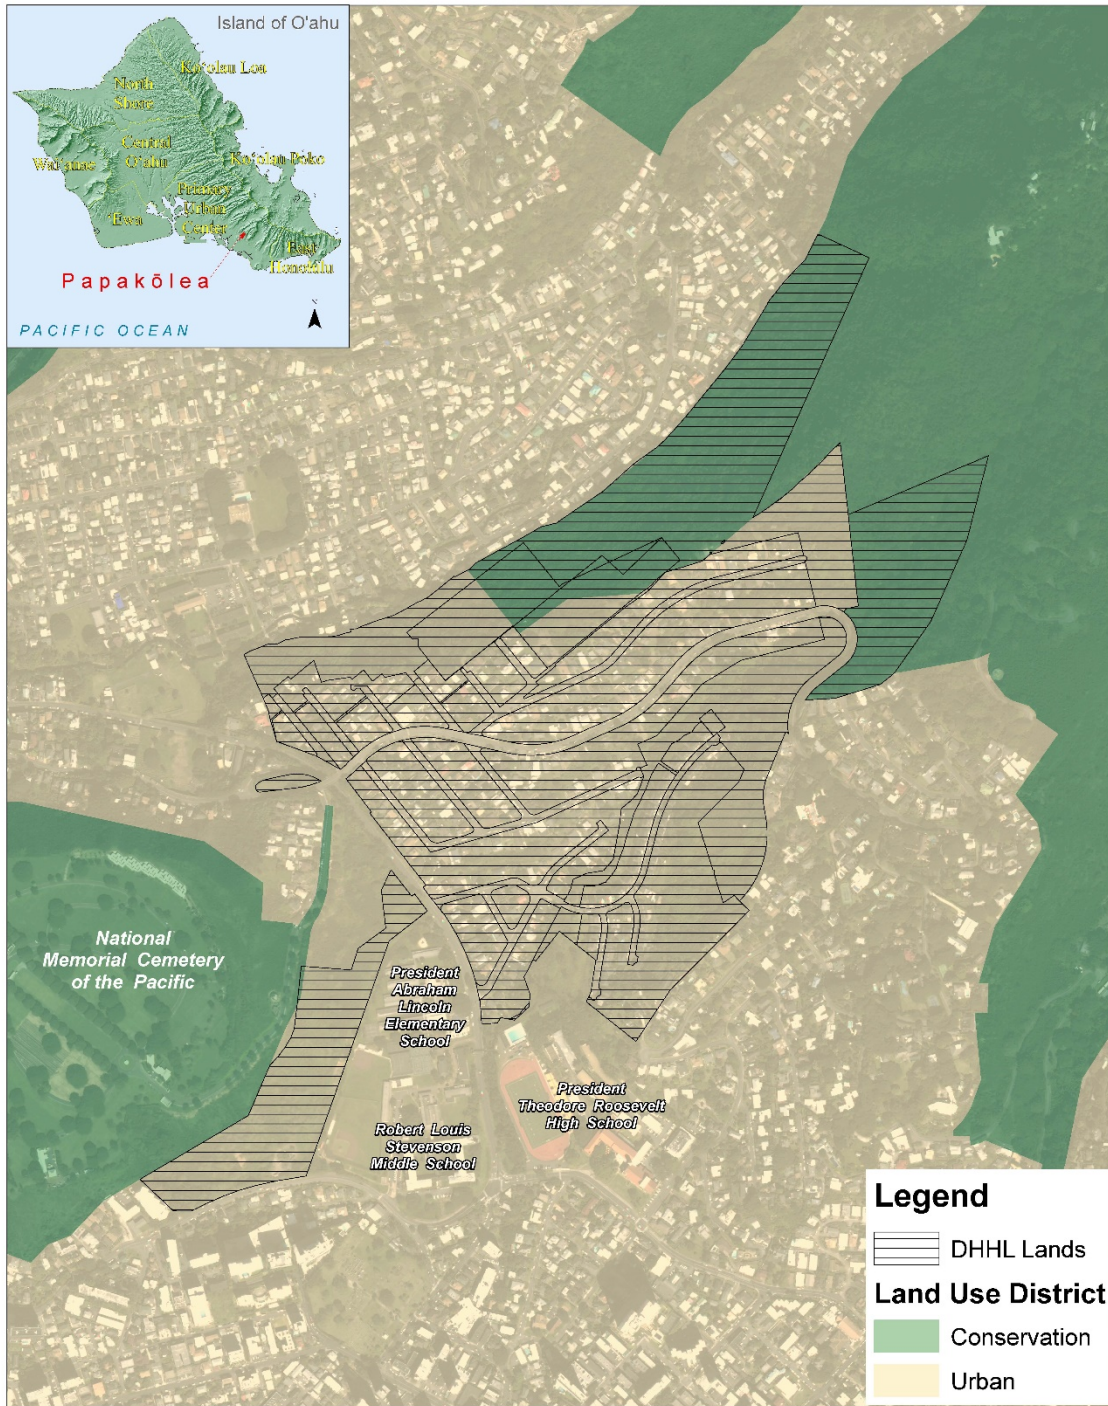 Island of O'ahu
Ko'olau Loa
North
Shore
Central
O'ahu
Wai'anae
Ko'olau Poko
Primary
Urban
Center
'Ewa
East
Honolulu
Papakōlea
PACIFIC OCEAN
N
National
Memorial Cemetery
of the Pacific
President
Abraham
Lincoln
Elementary
School
President
Theodore Roosevelt
High School
Robert Louis
Stevenson
Middle School
Legend
DHHL Lands
Land Use District
Conservation
Urban